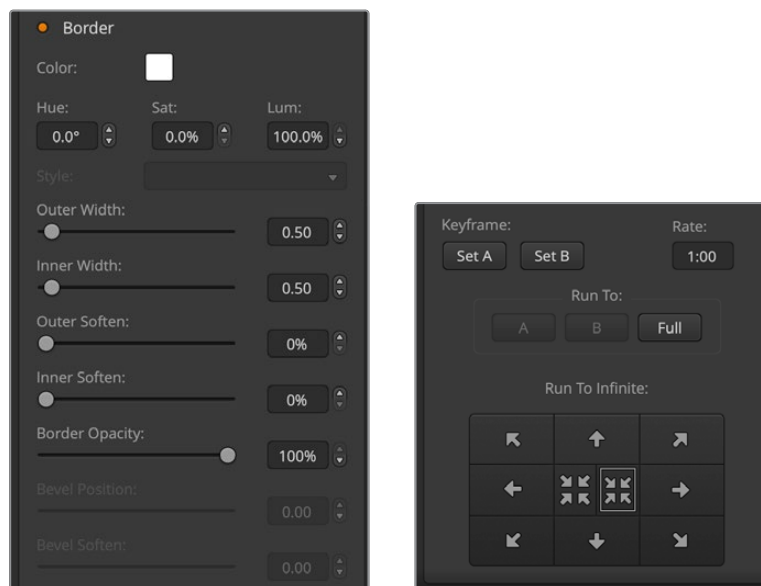 Border
Color:
Hue: Sat: Lum:
0.0° 0.0% 100.0%
Style:
Outer Width:
0.50
Inner Width:
0.50
Outer Soften:
0%
Inner Soften:
0%
Border Opacity:
100%
Bevel Position:
0.00
Bevel Soften:
0.00
Keyframe: Rate:
Set A Set B 1:00
Run To:
A B Full
Run To Infinite: